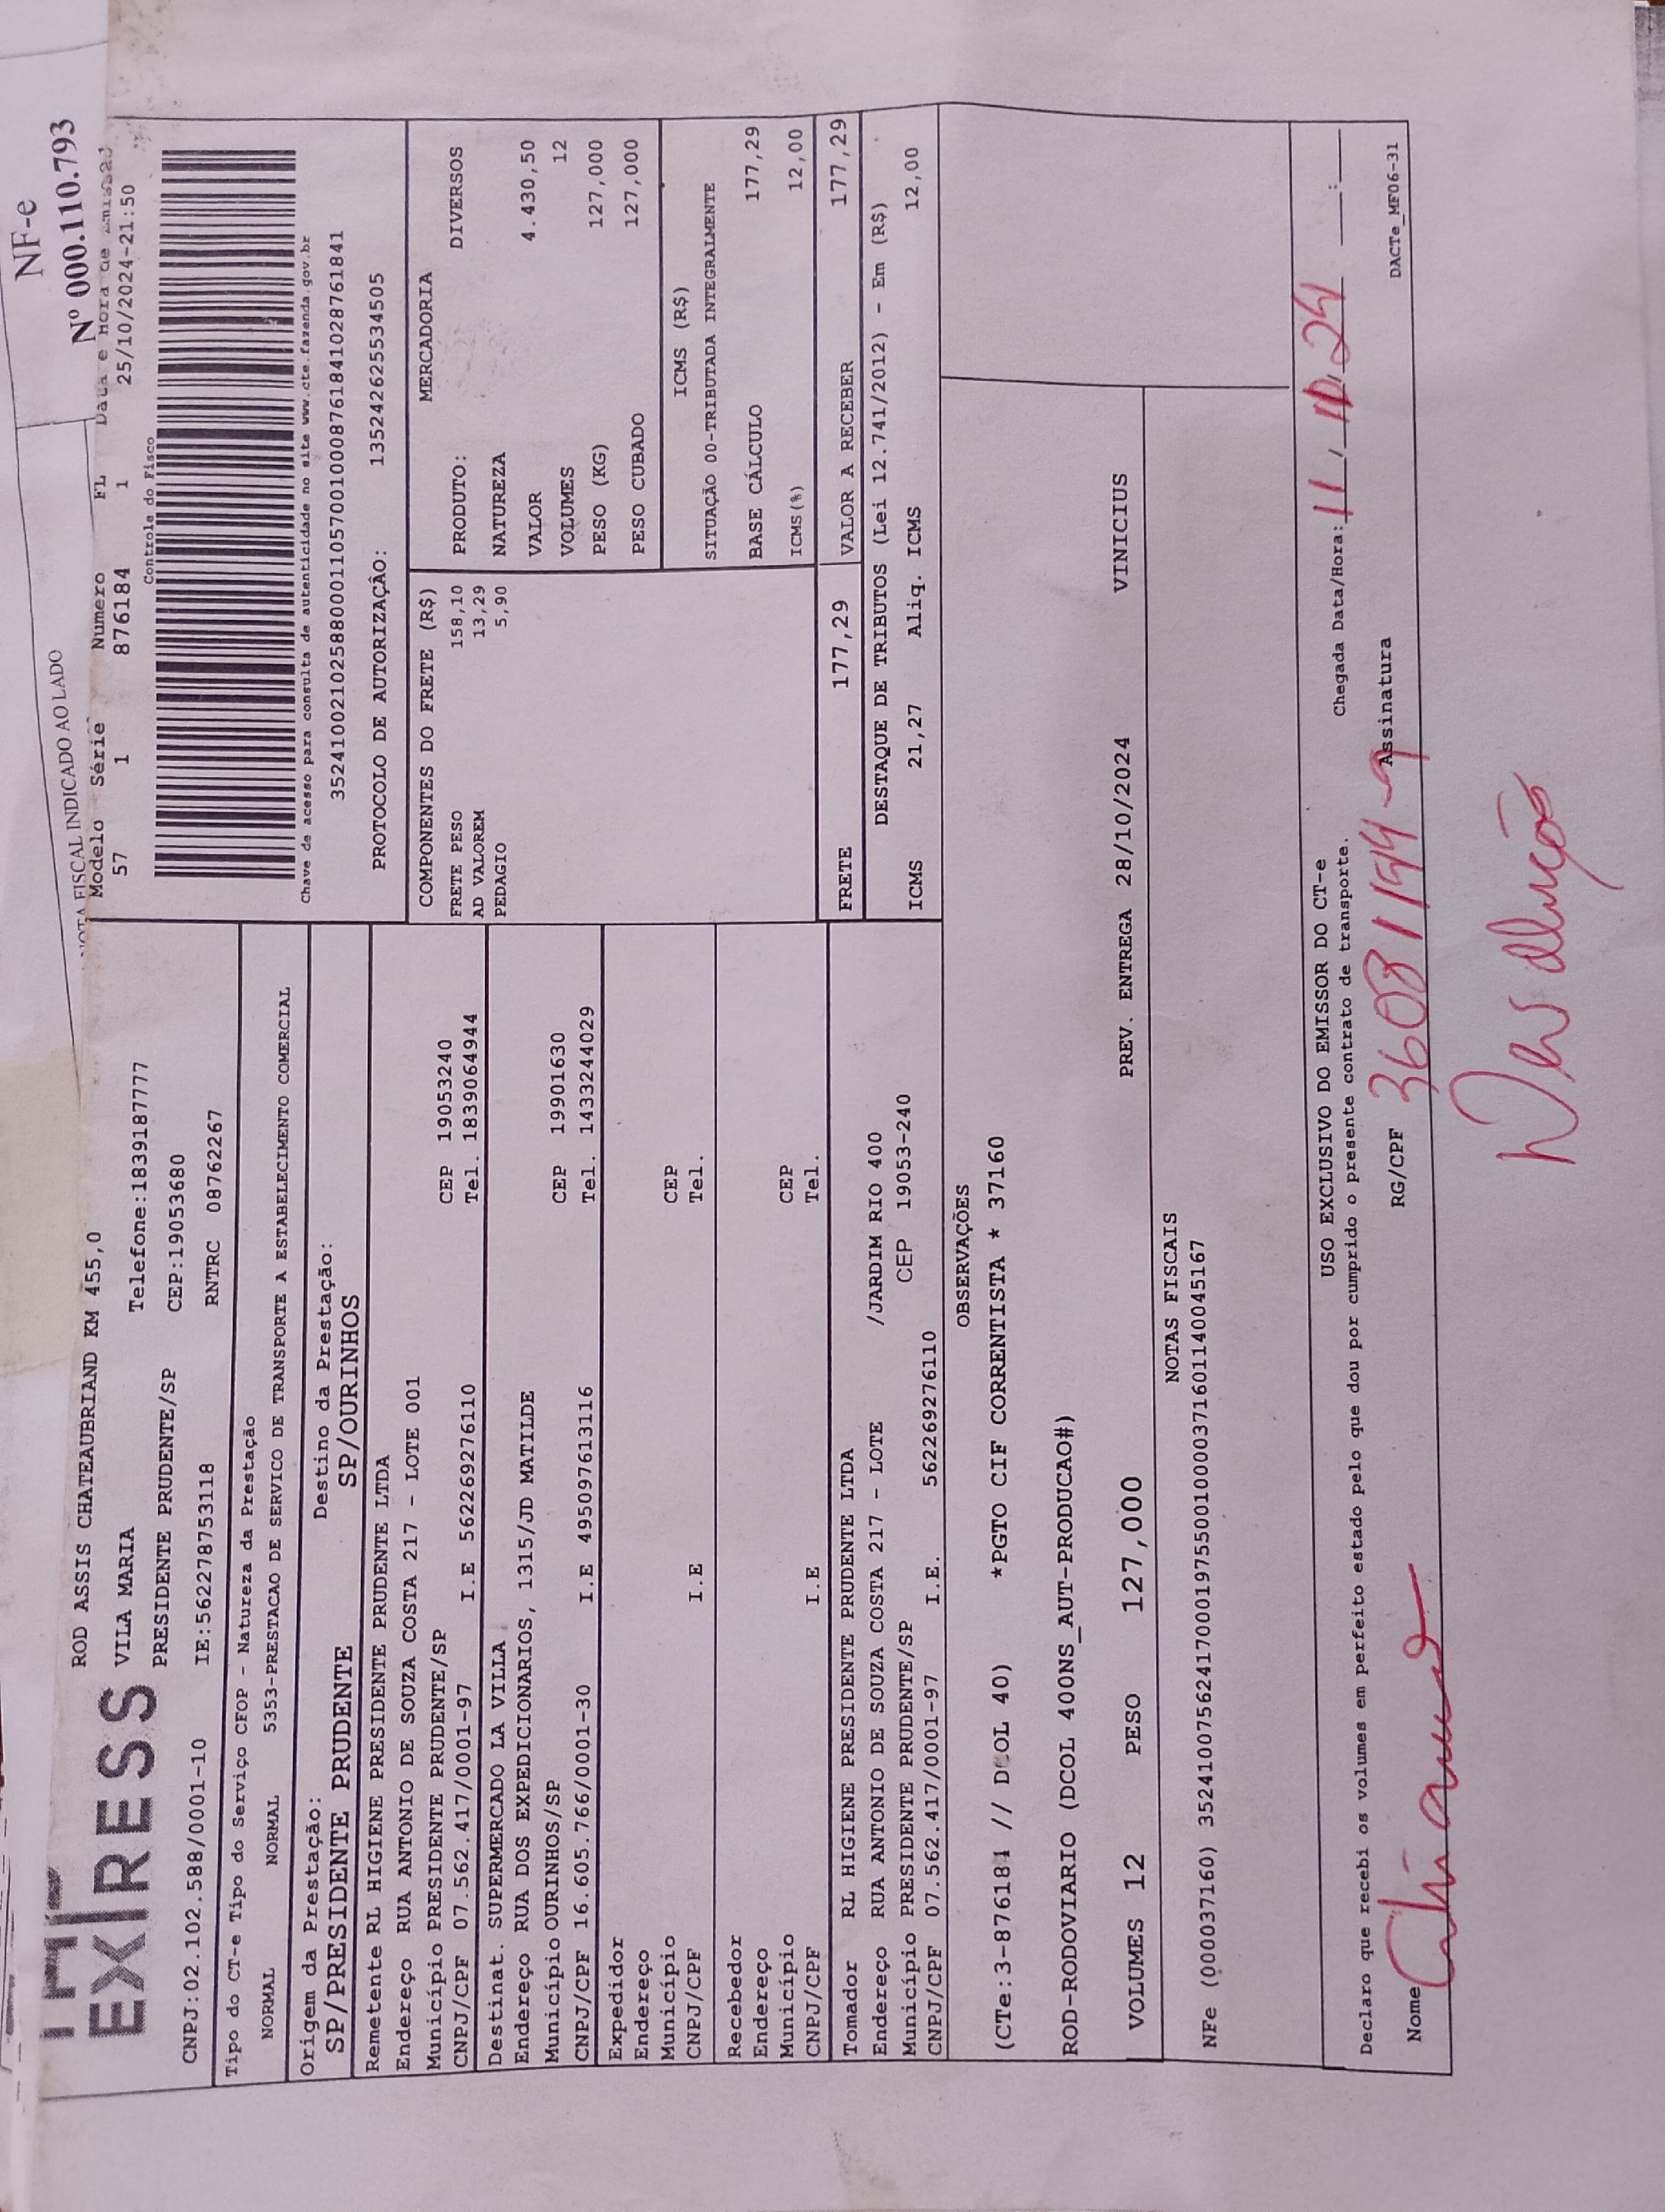 NF-e
Nº 000.110.793
NOTA FISCAL INDICADO AO LADO
EXPRESS
ROD ASSIS CHATEAUBRIAND KM 455,0
VILA MARIA
Telefone:1839187777
PRESIDENTE PRUDENTE/SP
CEP:19053680
CNPJ:02.102.588/0001-10
IE:562278753118
RNTRC 08762267
Modelo Série Numero FL Data e Hora de Emissão
57 1 876184 1 25/10/2024-21:50
Controle do Fisco
Chave de acesso para consulta de autenticidade no site www.cte.fazenda.gov.br
35241002102588000110570010008761841028761841
PROTOCOLO DE AUTORIZAÇÃO: 135242625534505
Tipo do CT-e Tipo do Serviço CFOP - Natureza da Prestação
NORMAL NORMAL 5353-PRESTACAO DE SERVICO DE TRANSPORTE A ESTABELECIMENTO COMERCIAL
Origem da Prestação: Destino da Prestação:
SP/PRESIDENTE PRUDENTE SP/OURINHOS
Remetente RL HIGIENE PRESIDENTE PRUDENTE LTDA
Endereço RUA ANTONIO DE SOUZA COSTA 217 - LOTE 001
Município PRESIDENTE PRUDENTE/SP CEP 19053240
CNPJ/CPF 07.562.417/0001-97 I.E 562269276110 Tel. 1839064944
Destinat. SUPERMERCADO LA VILLA
Endereço RUA DOS EXPEDICIONARIOS, 1315/JD MATILDE
Município OURINHOS/SP CEP 19901630
CNPJ/CPF 16.605.766/0001-30 I.E 495097613116 Tel. 1433244029
Expedidor
Endereço
Município CEP
CNPJ/CPF I.E Tel.
Recebedor
Endereço
Município CEP
CNPJ/CPF I.E Tel.
Tomador RL HIGIENE PRESIDENTE PRUDENTE LTDA
Endereço RUA ANTONIO DE SOUZA COSTA 217 - LOTE /JARDIM RIO 400
Município PRESIDENTE PRUDENTE/SP CEP 19053-240
CNPJ/CPF 07.562.417/0001-97 I.E. 562269276110
COMPONENTES DO FRETE (R$)
FRETE PESO 158,10
AD VALOREM 13,29
PEDAGIO 5,90
MERCADORIA
PRODUTO: DIVERSOS
NATUREZA
VALOR 4.430,50
VOLUMES 12
PESO (KG) 127,000
PESO CUBADO 127,000
ICMS (R$)
SITUAÇÃO 00-TRIBUTADA INTEGRALMENTE
BASE CÁLCULO 177,29
ICMS(%) 12,00
FRETE 177,29 VALOR A RECEBER 177,29
DESTAQUE DE TRIBUTOS (Lei 12.741/2012) - Em (R$)
ICMS 21,27 Aliq. ICMS 12,00
OBSERVAÇÕES
(CTe:3-876184 // DCOL 40) *PGTO CIF CORRENTISTA * 37160
ROD-RODOVIARIO (DCOL 400NS_AUT-PRODUCAO#)
VOLUMES 12 PESO 127,000 PREV. ENTREGA 28/10/2024 VINICIUS
NOTAS FISCAIS
NFe (000037160) 35241007562417000197550010000371601140045167
USO EXCLUSIVO DO EMISSOR DO CT-e
Declaro que recebi os volumes em perfeito estado pelo que dou por cumprido o presente contrato de transporte. Chegada Data/Hora: 11/10/24 __:__
Nome RG/CPF 36081144-9 Assinatura
DACTe_MF06-31